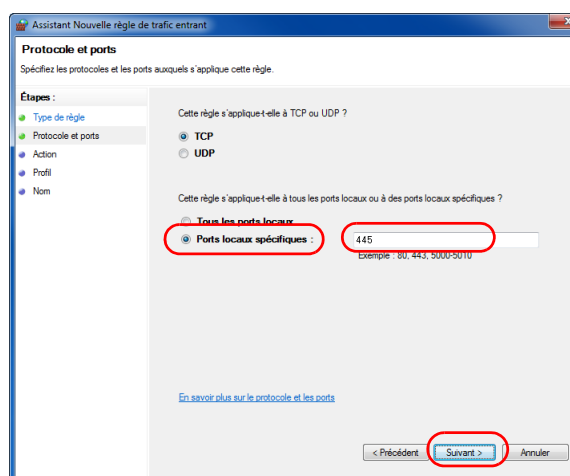 Assistant Nouvelle règle de trafic entrant
Protocole et ports
Spécifiez les protocoles et les ports auxquels s'applique cette règle.
Étapes :
Type de règle
Protocole et ports
Action
Profil
Nom
Cette règle s'applique-t-elle à TCP ou UDP ?
TCP
UDP
Cette règle s'applique-t-elle à tous les ports locaux ou à des ports locaux spécifiques ?
Tous les ports locaux
Ports locaux spécifiques :
445
Exemple : 80, 443, 5000-5010
En savoir plus sur le protocole et les ports
< Précédent
Suivant >
Annuler